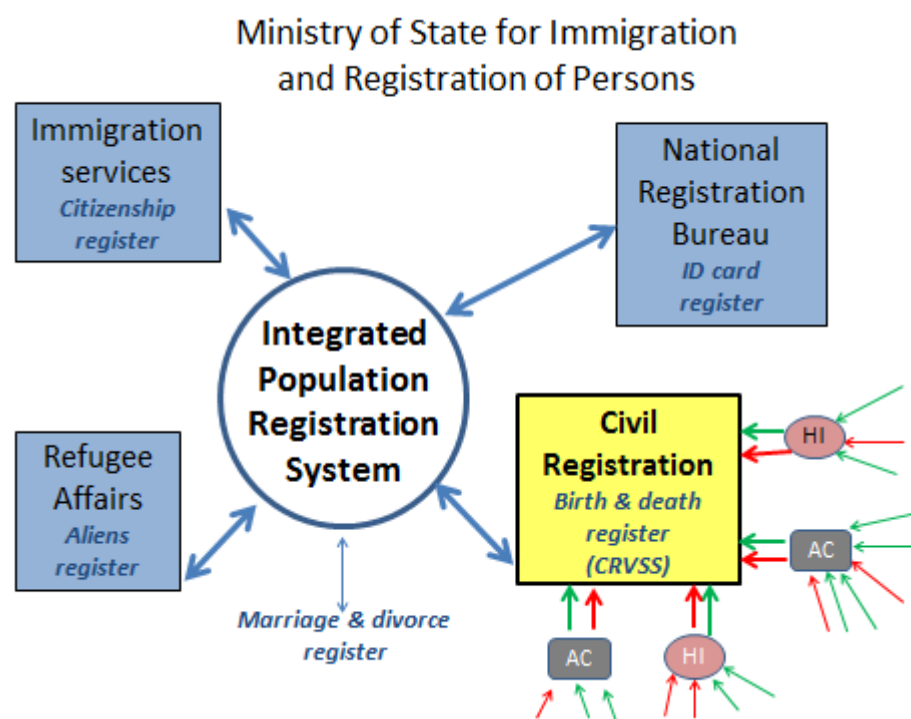 Ministry of State for Immigration
and Registration of Persons
Immigration
services
Citizenship
register
National
Registration
Bureau
ID card
register
Integrated
Population
Registration
System
Civil
Registration
Birth & death
register
(CRVSS)
HI
Refugee
Affairs
Aliens
register
AC
Marriage & divorce
register
AC
HI